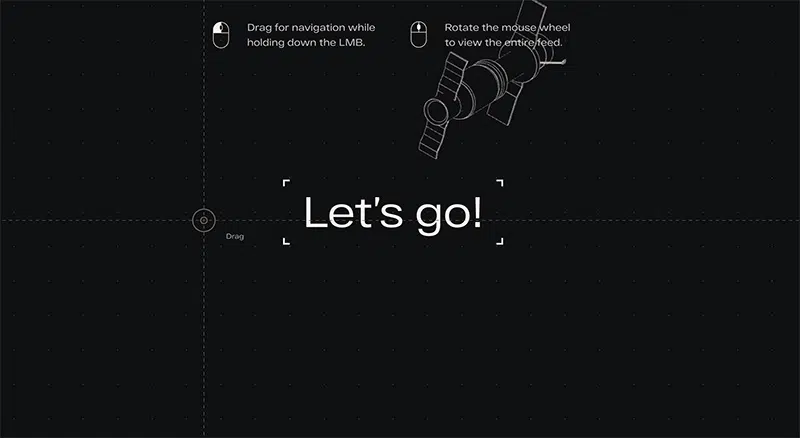 Drag for navigation while
holding down the LMB.
Rotate the mouse wheel
to view the entire feed.
Let's go!
Drag